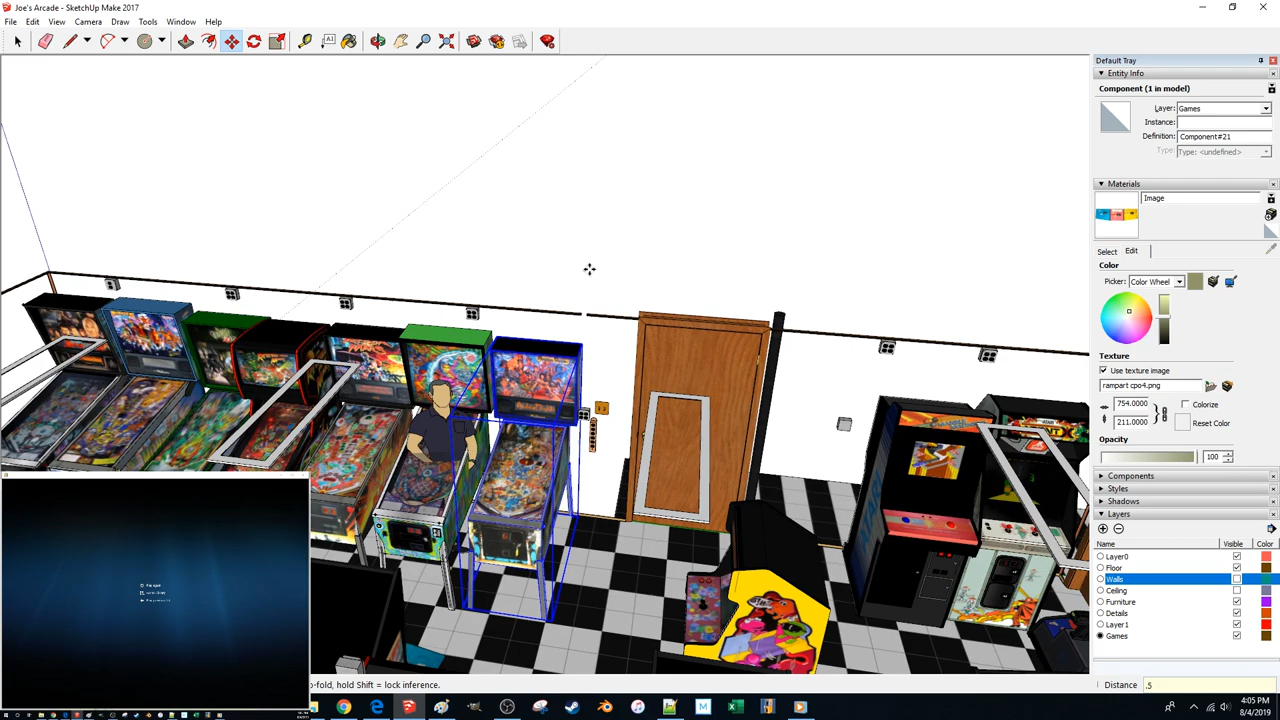 Joe's Arcade - SketchUp Make 2017
File Edit View Camera Draw Tools Window Help
Default Tray
Entity Info
Component (1 in model)
Layer: Games
Instance:
Definition: Component#21
Type: Type: <undefined>
Materials
Image
Select Edit
Color
Picker: Color Wheel
Texture
Use texture image
rampart cpo4.png
754.0000 Colorize
211.0000 Reset Color
Opacity
100
Components
Styles
Shadows
Layers
Name Visible Color
Layer0
Floor
Walls
Ceiling
Furniture
Details
Layer1
Games
o-fold, hold Shift = lock inference.
Distance .5
4:05 PM
8/4/2019